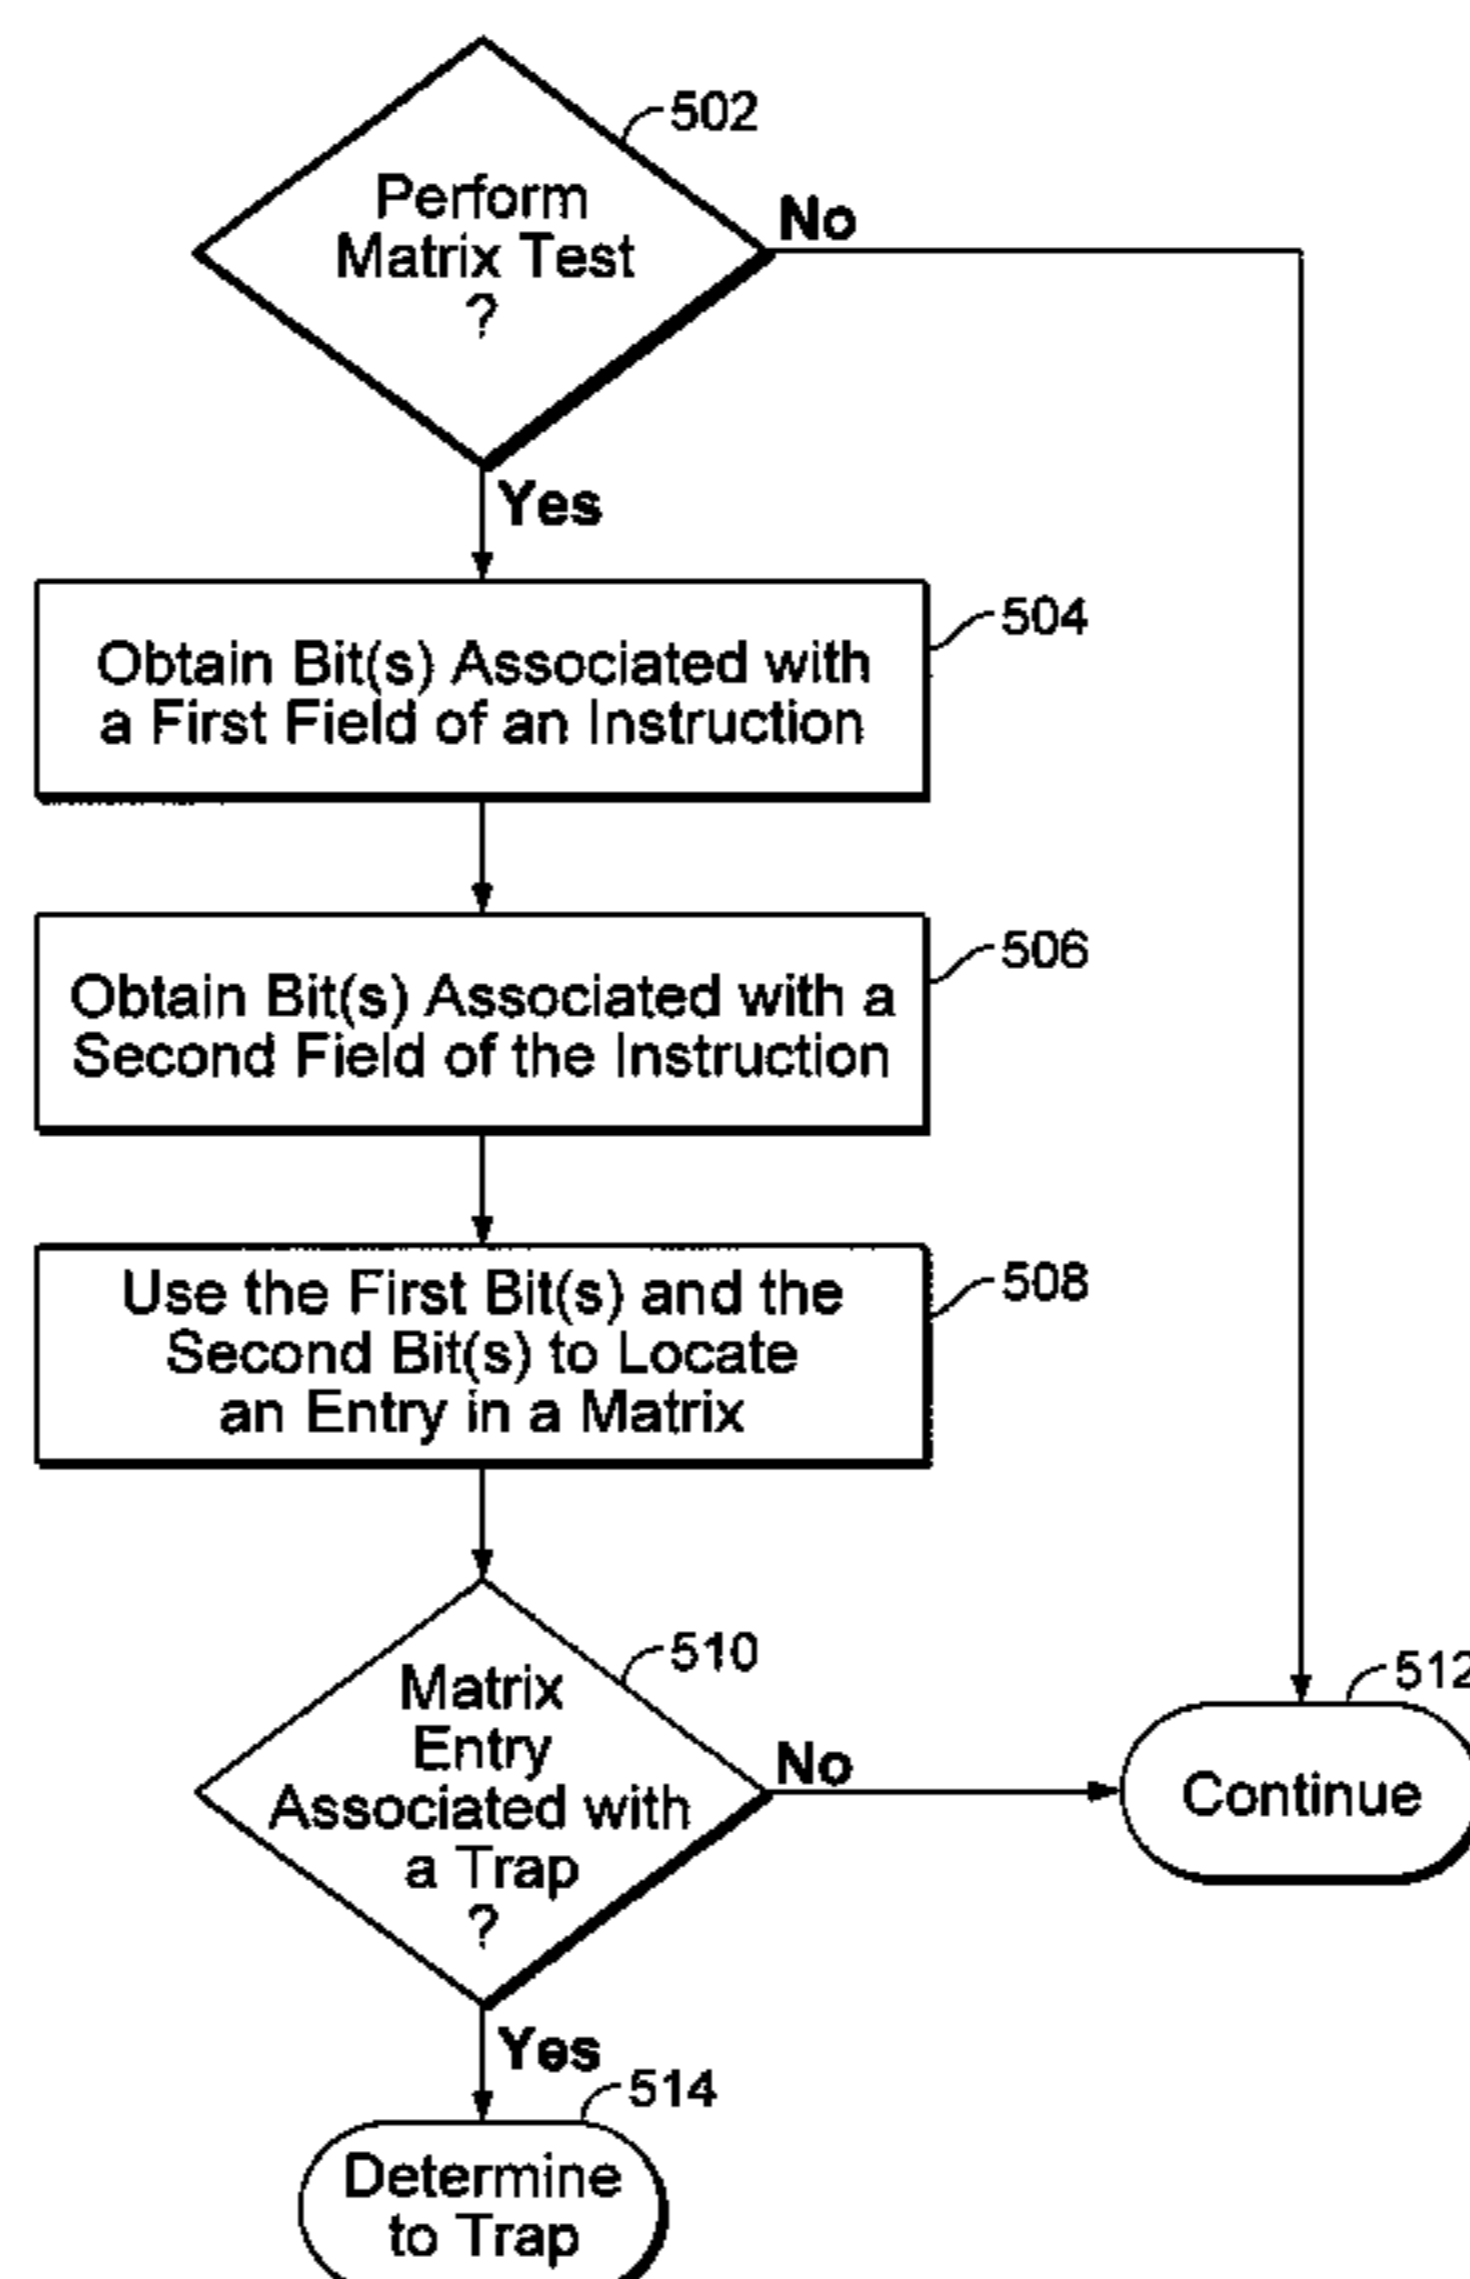 502
Perform
Matrix Test
?
No
Yes
504
Obtain Bit(s) Associated with
a First Field of an Instruction
506
Obtain Bit(s) Associated with a
Second Field of the Instruction
508
Use the First Bit(s) and the
Second Bit(s) to Locate
an Entry in a Matrix
510
Matrix
Entry
Associated with
a Trap
?
No
512
Continue
Yes
514
Determine
to Trap